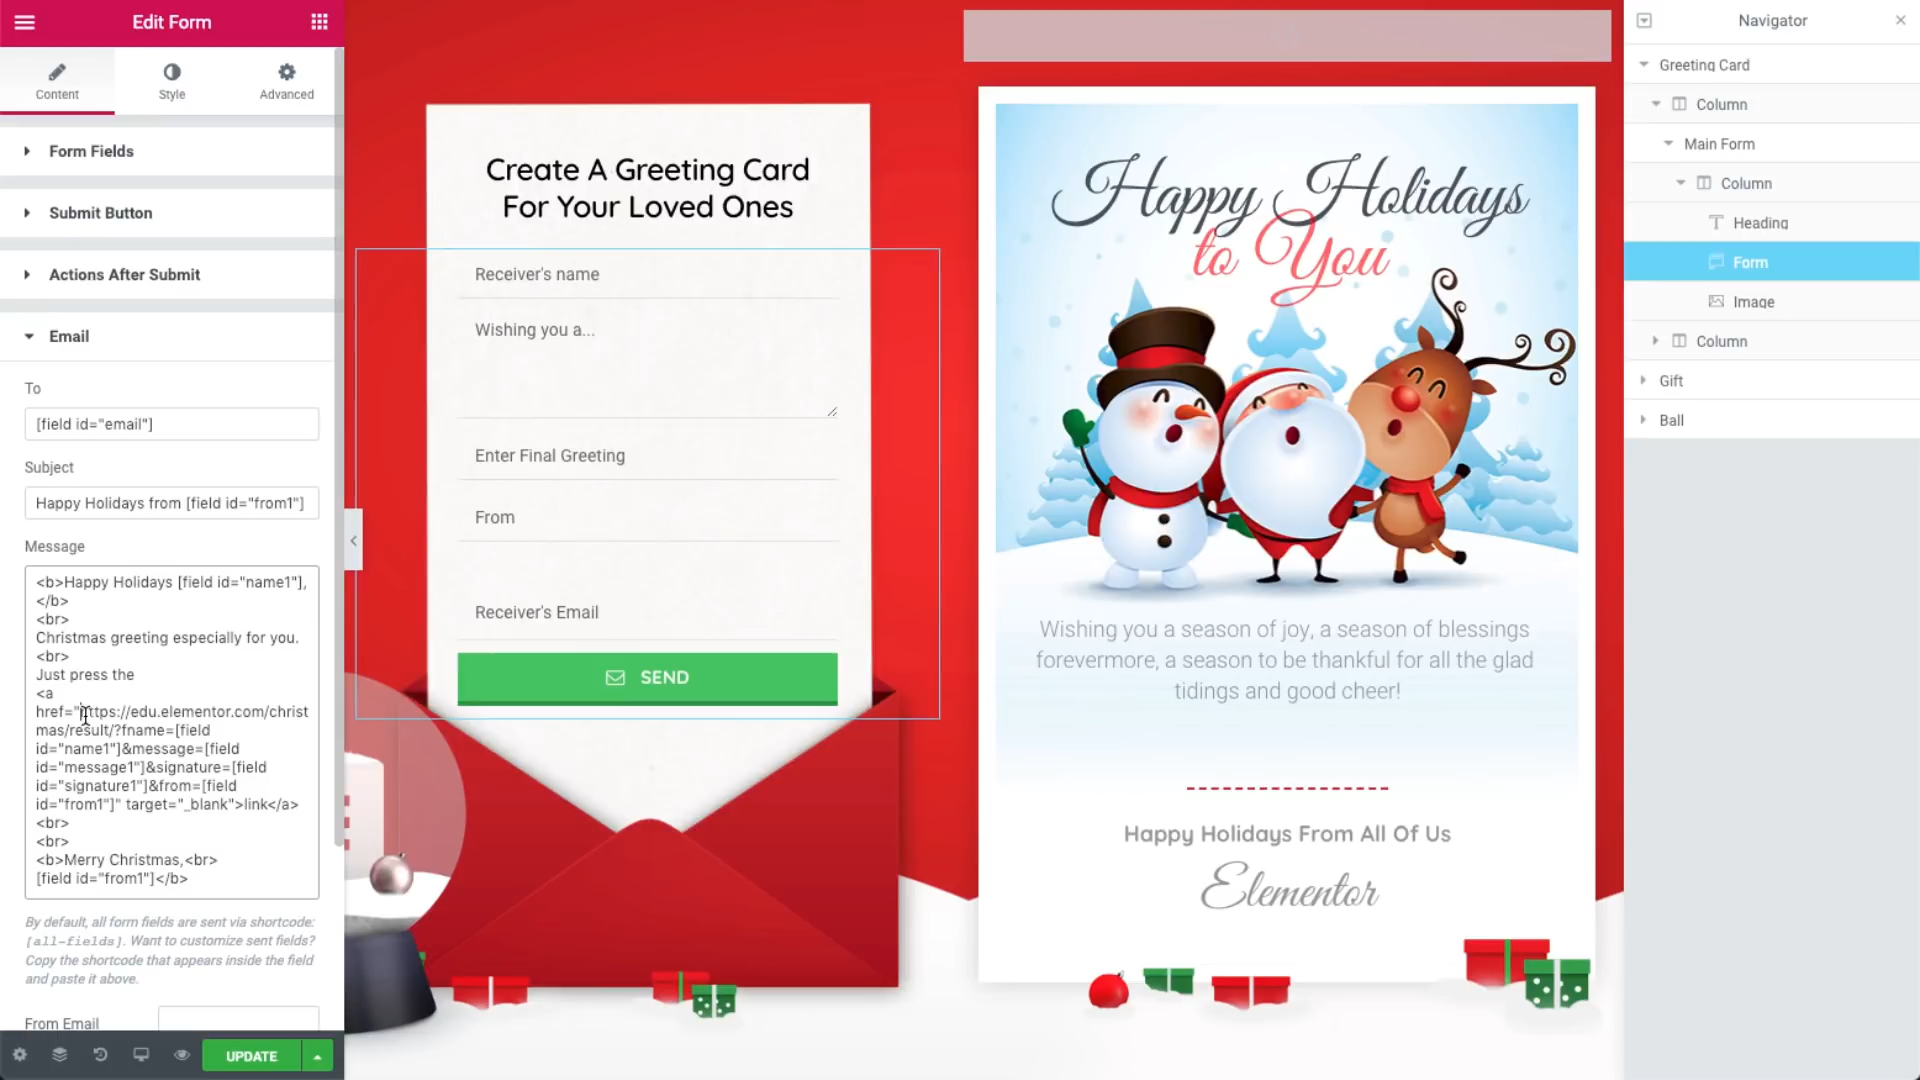 Edit Form
Content
Style
Advanced
Form Fields
Submit Button
Actions After Submit
Email
To
[field id="email"]
Subject
Happy Holidays from [field id="from1"]
Message
<b>Happy Holidays [field id="name1"],
</b>
<br>
Christmas greeting especially for you.
<br>
Just press the
<a
href="https://edu.elementor.com/christ
mas/result/?fname=[field
id="name1"]&message=[field
id="message1"]&signature=[field
id="signature1"]&from=[field
id="from1"]" target="_blank">link</a>
<br>
<br>
<b>Merry Christmas,<br>
[field id="from1"]</b>
By default, all form fields are sent via shortcode:
[all-fields]. Want to customize sent fields?
Copy the shortcode that appears inside the field
and paste it above.
From Email
UPDATE
Create A Greeting Card
For Your Loved Ones
Receiver's name
Wishing you a...
Enter Final Greeting
From
Receiver's Email
SEND
Happy Holidays
to You
Wishing you a season of joy, a season of blessings
forevermore, a season to be thankful for all the glad
tidings and good cheer!
Happy Holidays From All Of Us
Elementor
Navigator
Greeting Card
Column
Main Form
Column
Heading
Form
Image
Column
Gift
Ball